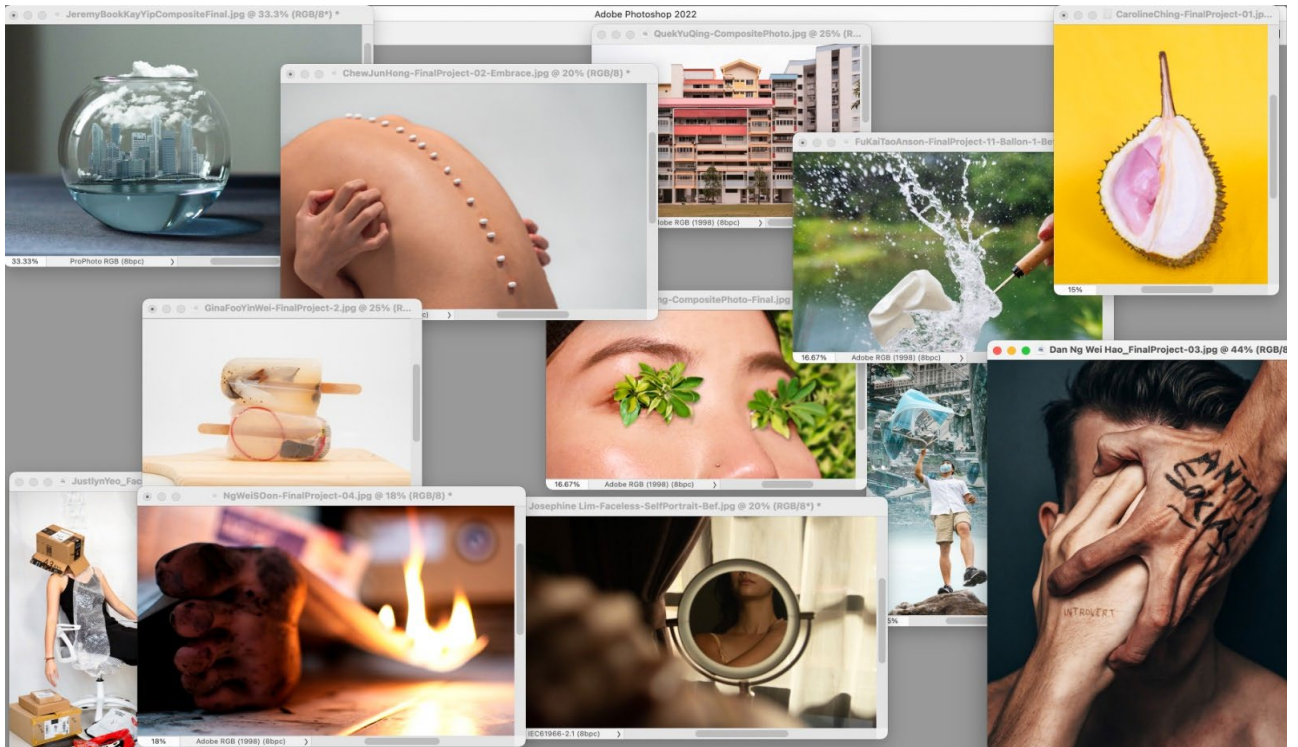 JeremyBookKayYipCompositeFinal.jpg @ 33.3% (RGB/8*) *
Adobe Photoshop 2022
CarolineChing-FinalProject-01.jp...
QuekYuQing-CompositePhoto.jpg @ 25% (R...
ChewJunHong-FinalProject-02-Embrace.jpg @ 20% (RGB/8) *
FuKaiTaoAnson-FinalProject-11-Ballon-1-Be
dobe RGB (1998) (8bpc)
33.33% ProPhoto RGB (8bpc)
15%
ng-CompositePhoto-Final.jpg
GinaFooYinWei-FinalProject-2.jpg @ 25% (R...
16.67% Adobe RGB (1998) (8bpc)
Dan Ng Wei Hao_FinalProject-03.jpg @ 44% (RGB/8
ANTI
SOCIAL
INTROVERT
16.67% Adobe RGB (1998) (8bpc)
JustlynYeo_Fac
NgWeiSOon-FinalProject-04.jpg @ 18% (RGB/8) *
Josephine Lim-Faceless-SelfPortrait-Bef.jpg @ 20% (RGB/8*) *
5%
IEC61966-2.1 (8bpc)
18% Adobe RGB (1998) (8bpc)